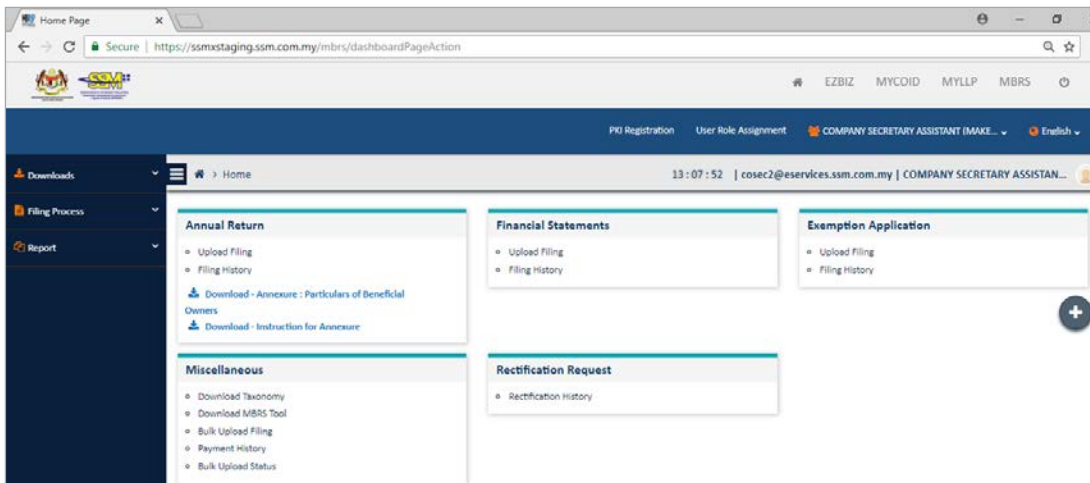 Home Page
Secure | https://ssmxstaging.ssm.com.my/mbrs/dashboardPageAction
SSM
EZBIZ MYCOID MYLLP MBRS
PKI Registration User Role Assignment COMPANY SECRETARY ASSISTANT (MAKE... English
Downloads
> Home 13:07:52 | cosec2@eservices.ssm.com.my | COMPANY SECRETARY ASSISTAN...
Filing Process
Report
Annual Return
Upload Filing
Filing History
Download - Annexure : Particulars of Beneficial
Owners
Download - Instruction for Annexure
Financial Statements
Upload Filing
Filing History
Exemption Application
Upload Filing
Filing History
Miscellaneous
Download Taxonomy
Download MBRS Tool
Bulk Upload Filing
Payment History
Bulk Upload Status
Rectification Request
Rectification History